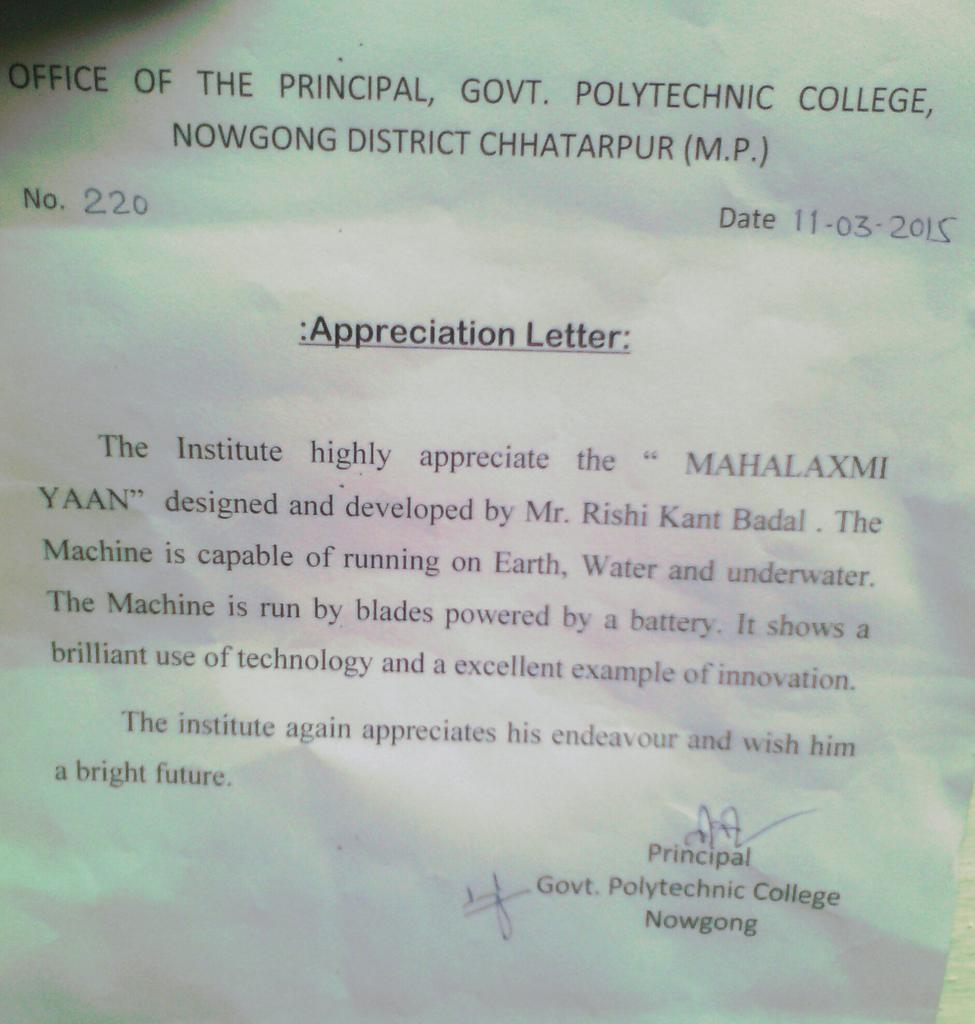 OFFICE OF THE PRINCIPAL, GOVT. POLYTECHNIC COLLEGE,
NOWGONG DISTRICT CHHATARPUR (M.P.)
No. 220
Date 11-03-2015
:Appreciation Letter:
The Institute highly appreciate the “ MAHALAXMI
YAAN” designed and developed by Mr. Rishi Kant Badal . The
Machine is capable of running on Earth, Water and underwater.
The Machine is run by blades powered by a battery. It shows a
brilliant use of technology and a excellent example of innovation.
The institute again appreciates his endeavour and wish him
a bright future.
Principal
Govt. Polytechnic College
Nowgong